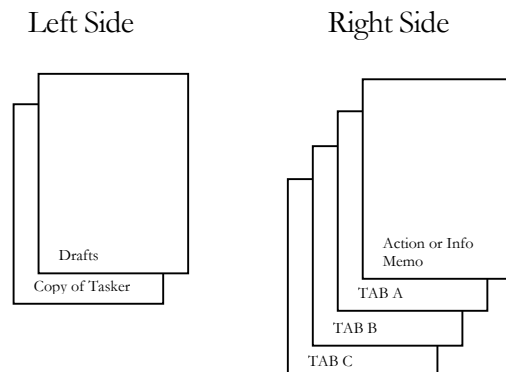 Left Side
Right Side
Drafts
Copy of Tasker
Action or Info
Memo
TAB A
TAB B
TAB C